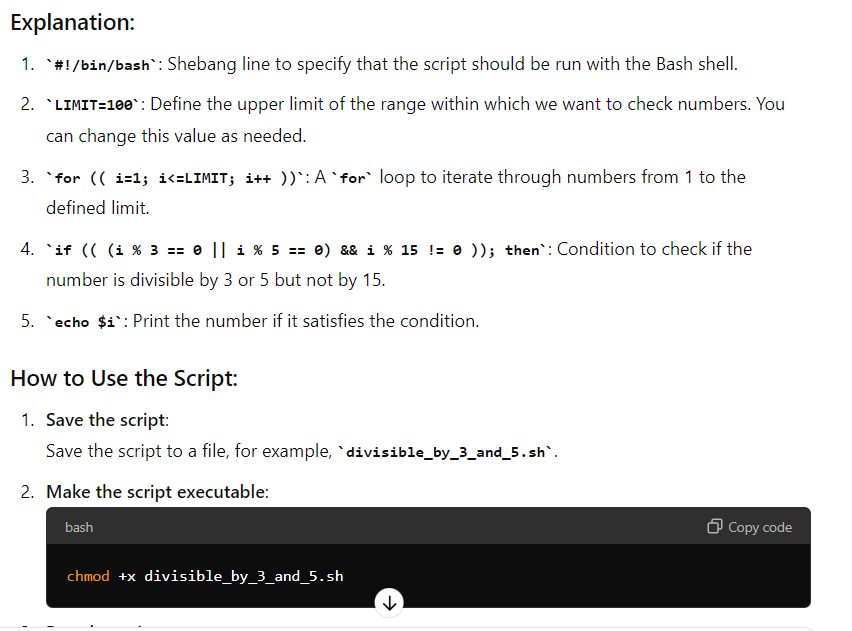 Explanation:
1. `#!/bin/bash`: Shebang line to specify that the script should be run with the Bash shell.
2. `LIMIT=100`: Define the upper limit of the range within which we want to check numbers. You
can change this value as needed.
3. `for (( i=1; i<=LIMIT; i++ ))`: A `for` loop to iterate through numbers from 1 to the
defined limit.
4. `if (( (i % 3 == 0 || i % 5 == 0) && i % 15 != 0 )); then`: Condition to check if the
number is divisible by 3 or 5 but not by 15.
5. `echo $i`: Print the number if it satisfies the condition.
How to Use the Script:
1. Save the script:
Save the script to a file, for example, `divisible_by_3_and_5.sh`.
2. Make the script executable:
bash Copy code
chmod +x divisible_by_3_and_5.sh